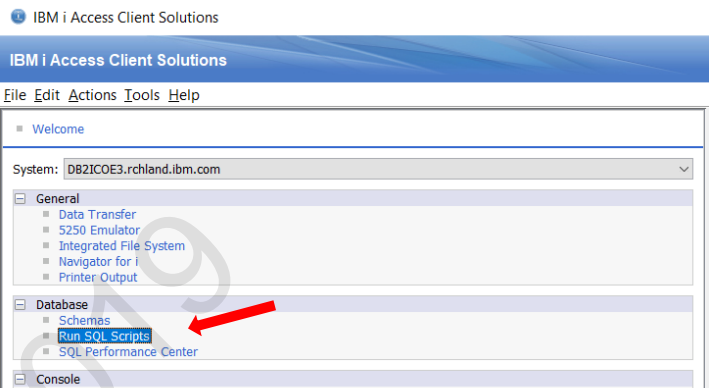 IBM i Access Client Solutions
IBM i Access Client Solutions
File Edit Actions Tools Help
Welcome
System: DB2ICOE3.rchland.ibm.com
General
Data Transfer
5250 Emulator
Integrated File System
Navigator for i
Printer Output
Database
Schemas
Run SQL Scripts
SQL Performance Center
Console
019